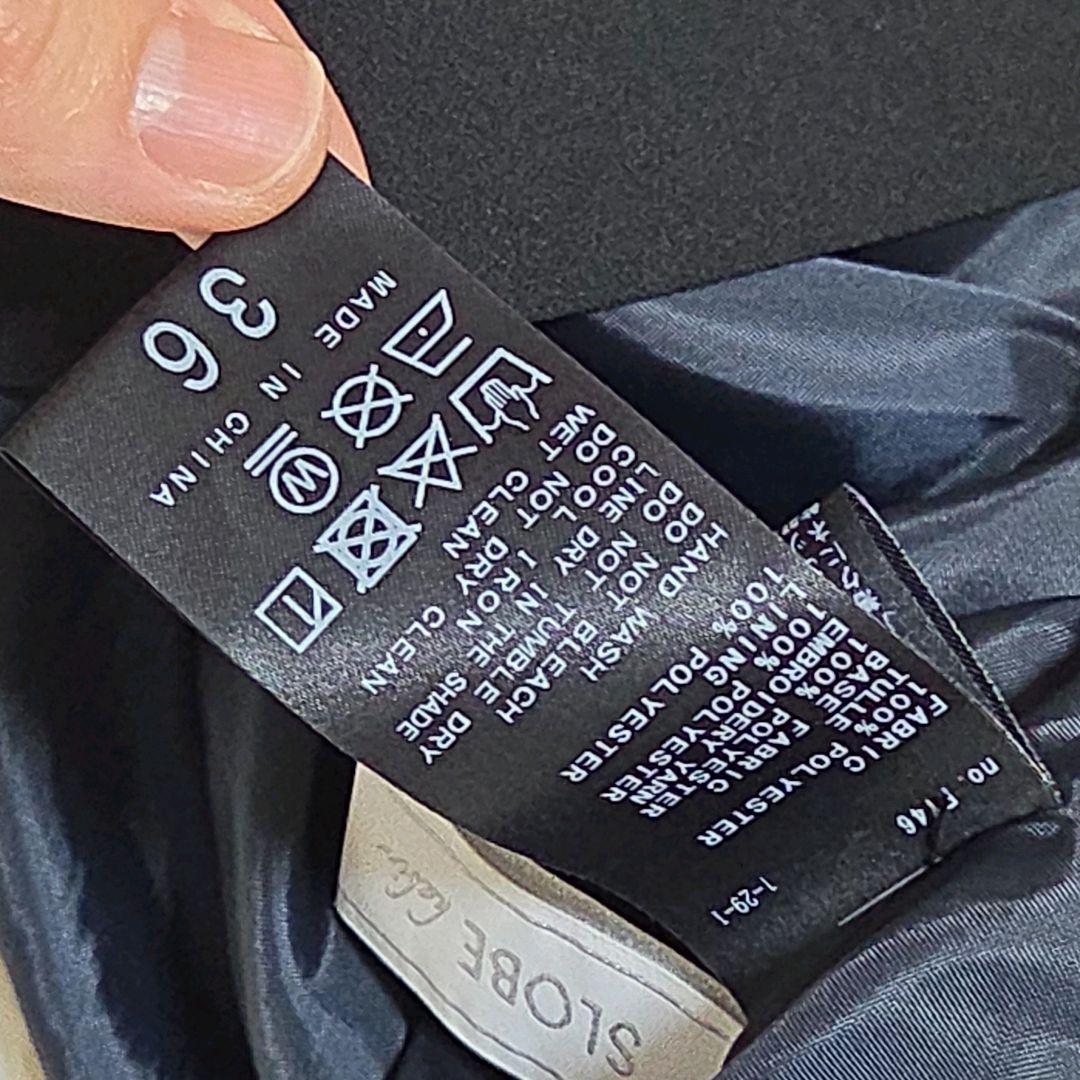 no. F146
1-29-1
TULLE FABRIC
100% POLYESTER
BASE FABRIC
100% POLYESTER
EMBROIDERY YARN
100% POLYESTER
LINING
100% POLYESTER
HAND WASH
DO NOT BLEACH
DO NOT TUMBLE DRY
LINE DRY IN THE SHADE
COOL IRON
DO NOT DRY CLEAN
WET CLEAN
W
MADE IN CHINA
36
SLOBE